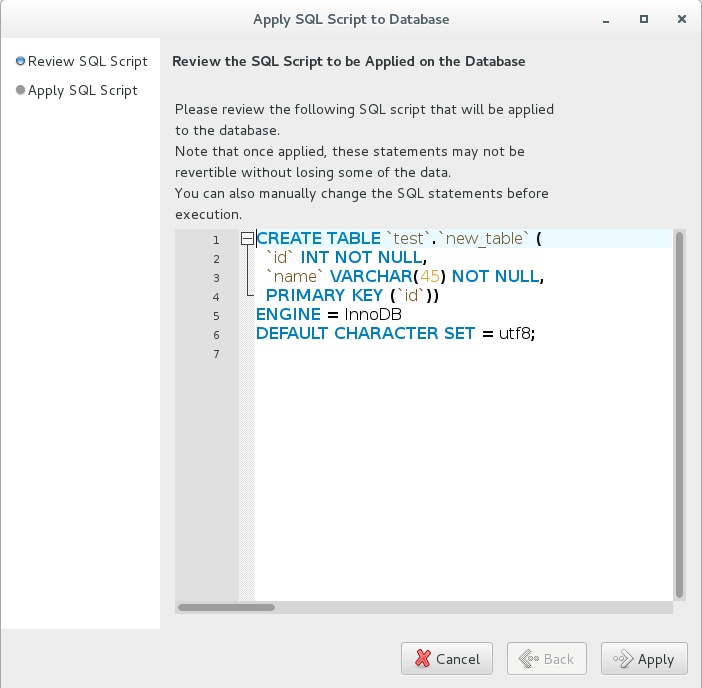 Apply SQL Script to Database
Review SQL Script
Apply SQL Script
Review the SQL Script to be Applied on the Database
Please review the following SQL script that will be applied
to the database.
Note that once applied, these statements may not be
revertible without losing some of the data.
You can also manually change the SQL statements before
execution.
1 CREATE TABLE `test`.`new_table` (
2 `id` INT NOT NULL,
3 `name` VARCHAR(45) NOT NULL,
4 PRIMARY KEY (`id`))
5 ENGINE = InnoDB
6 DEFAULT CHARACTER SET = utf8;
7
Cancel Back Apply